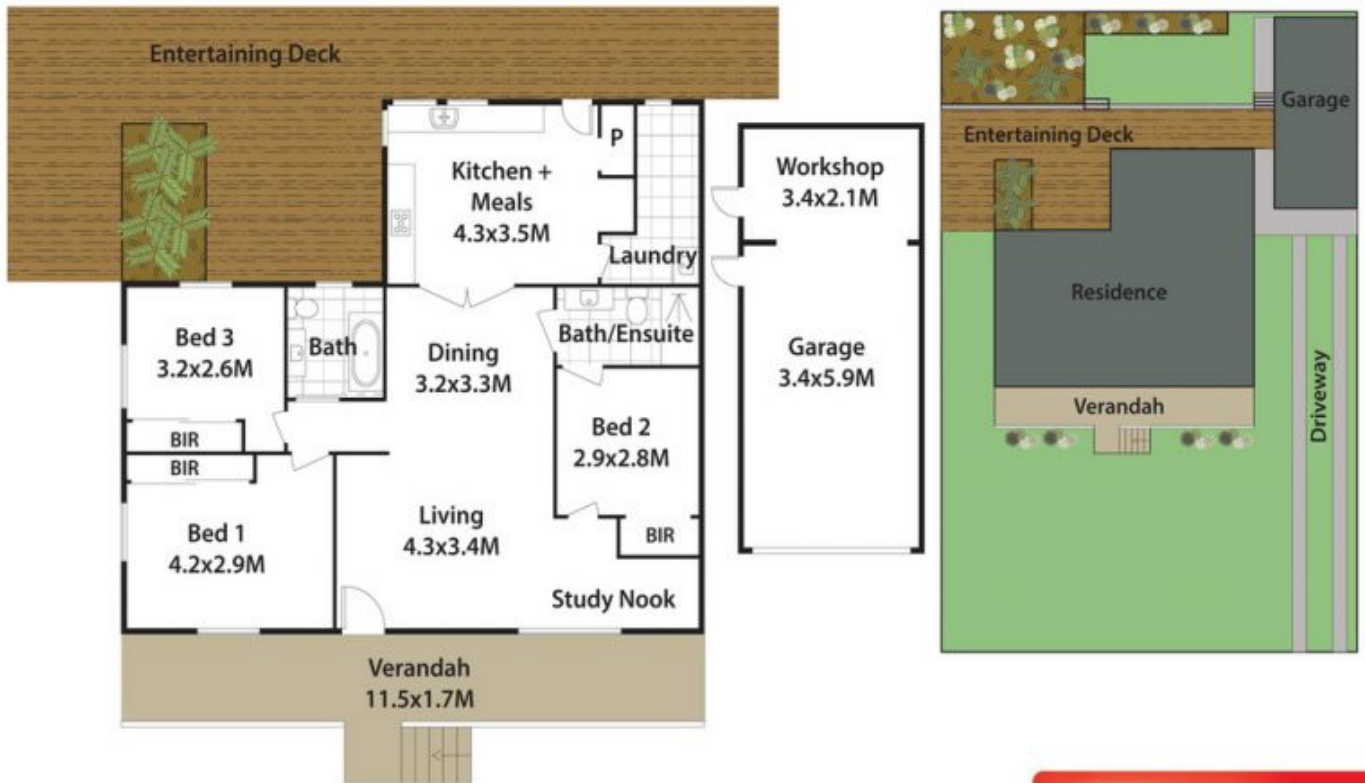 Entertaining Deck
Kitchen +
Meals
4.3x3.5M
P
Laundry
Bed 3
3.2x2.6M
BIR
Bath
Dining
3.2x3.3M
Bath/Ensuite
BIR
Bed 1
4.2x2.9M
Living
4.3x3.4M
Bed 2
2.9x2.8M
BIR
Study Nook
Verandah
11.5x1.7M
Workshop
3.4x2.1M
Garage
3.4x5.9M
Garage
Entertaining Deck
Residence
Verandah
Driveway